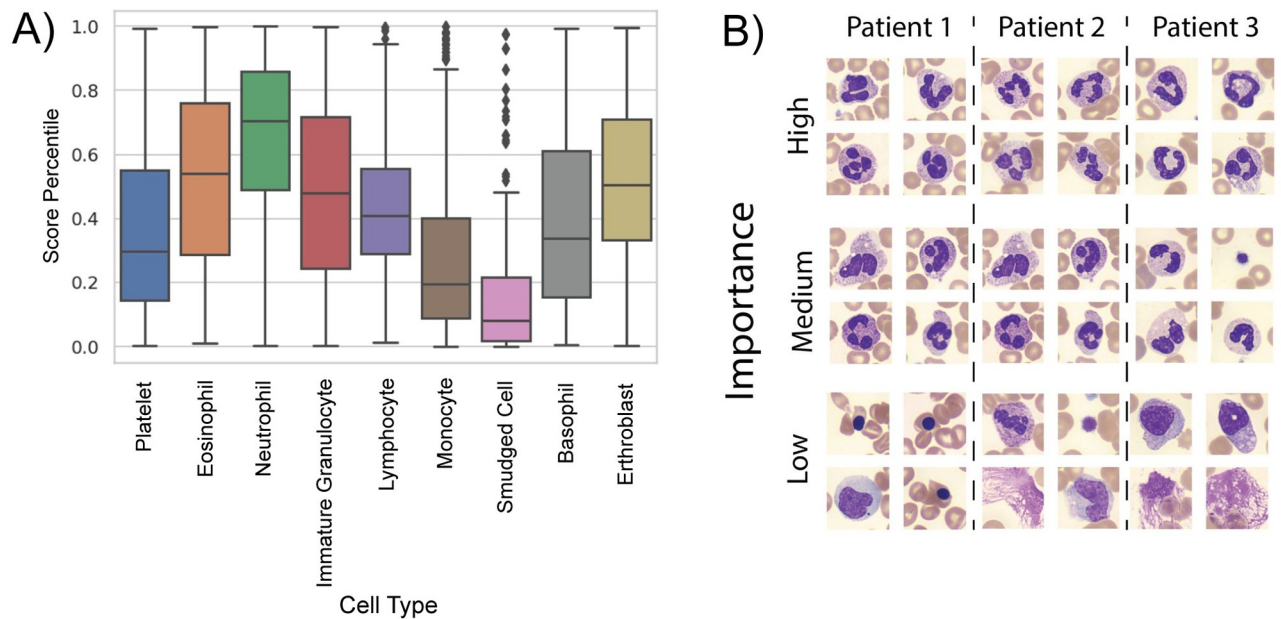 A)
Score Percentile
1.0
0.8
0.6
0.4
0.2
0.0
Platelet
Eosinophil
Neutrophil
Immature Granulocyte
Lymphocyte
Monocyte
Smudged Cell
Basophil
Erthroblast
Cell Type
B)
Patient 1
Patient 2
Patient 3
Importance
High
Medium
Low